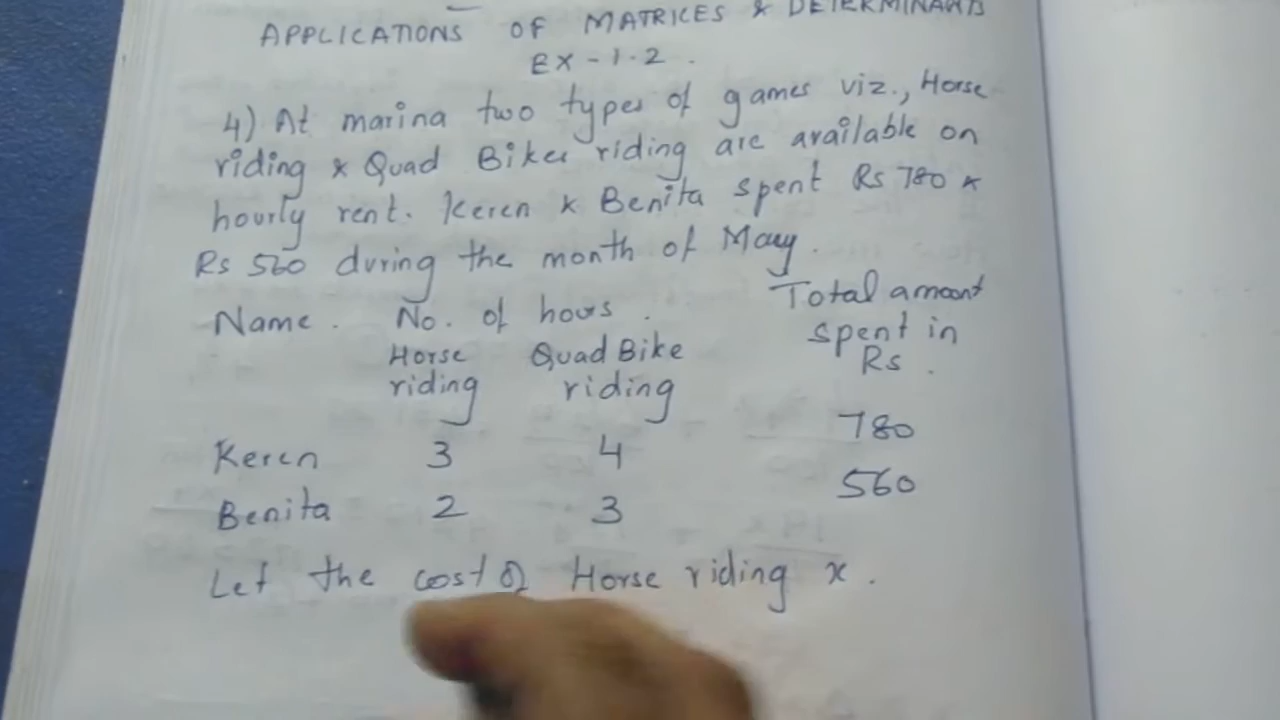 APPLICATIONS OF MATRICES & DETERMINANTS
EX - 1.2.
4) At marina two types of games viz., Horse
riding & Quad Bikes riding are available on
hourly rent. Keren & Benita spent Rs 780 &
Rs 560 during the month of May.
Name. No. of hours. Total amount
spent in
Rs.
Horse
riding
Quad Bike
riding
Keren 3 4 780
Benita 2 3 560
Let the cost of Horse riding x.